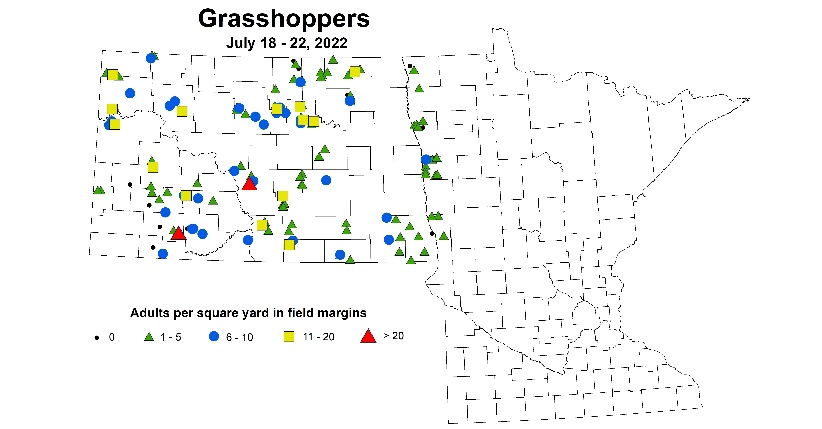 Grasshoppers
July 18 - 22, 2022
Adults per square yard in field margins
0 1 - 5 6 - 10 11 - 20 > 20